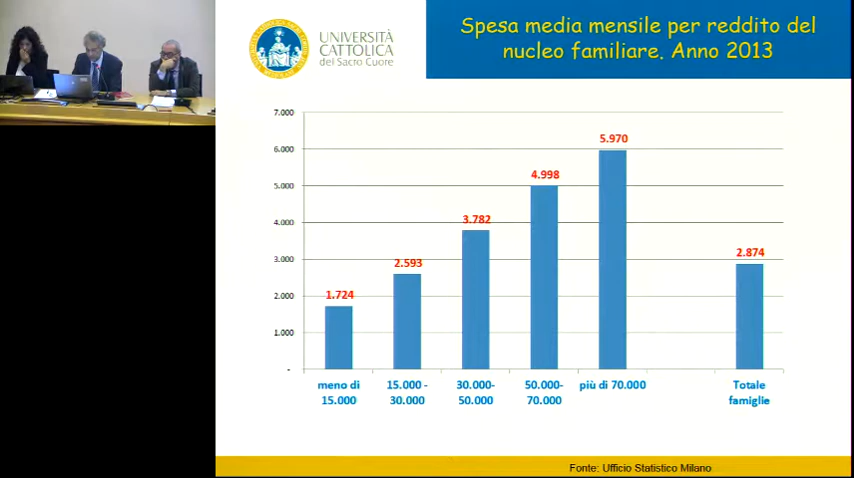 UNIVERSITÀ
CATTOLICA
del Sacro Cuore
Spesa media mensile per reddito del
nucleo familiare. Anno 2013
7.000
6.000
5.000
4.000
3.000
2.000
1.000
-
1.724
2.593
3.782
4.998
5.970
2.874
meno di
15.000
15.000 -
30.000
30.000-
50.000
50.000-
70.000
più di 70.000
Totale
famiglie
Fonte: Ufficio Statistico Milano